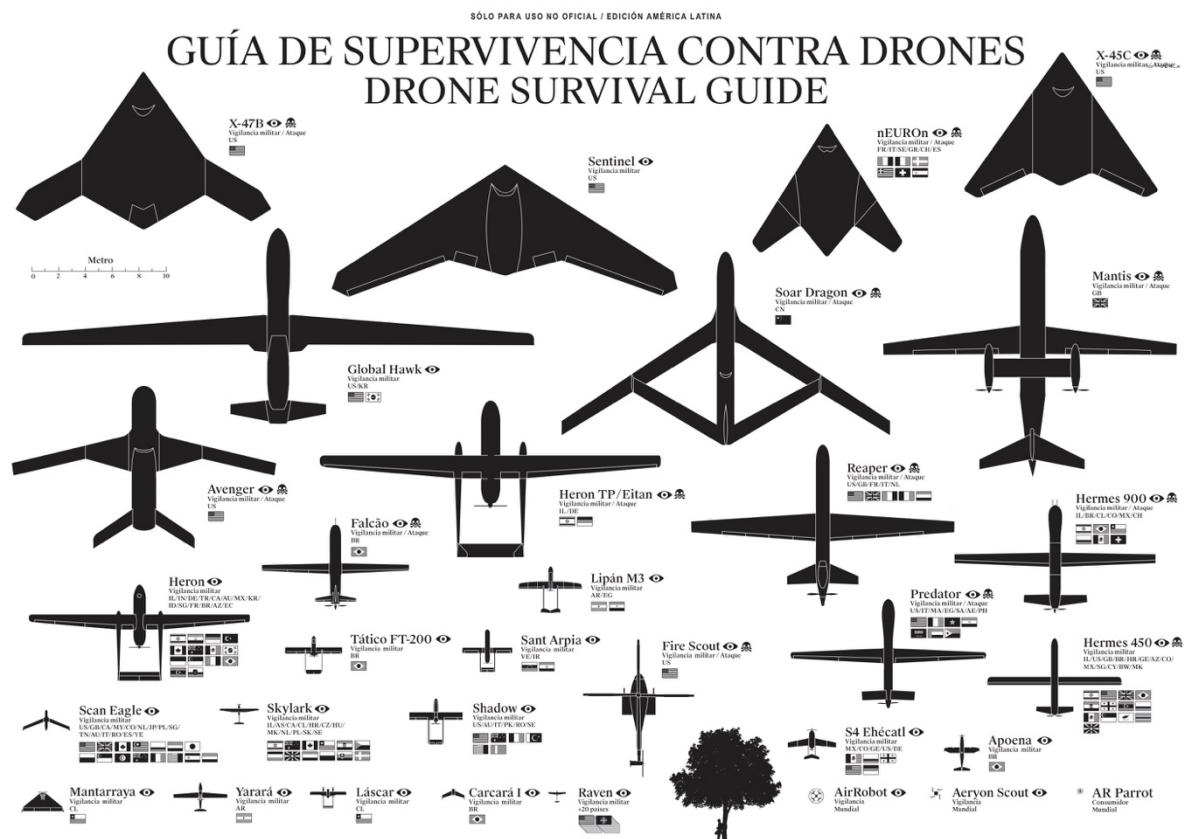 SÓLO PARA USO NO OFICIAL / EDICIÓN AMÉRICA LATINA
GUÍA DE SUPERVIVENCIA CONTRA DRONES
DRONE SURVIVAL GUIDE
X-47B
Vigilancia militar / Ataque
US
Sentinel
Vigilancia militar
US
nEUROn
Vigilancia militar / Ataque
FR/IT/SE/GR/CH/ES
X-45C
Vigilancia militar
US
Metro
0 2 4 6 8 10
Global Hawk
Vigilancia militar
US/KR
Soar Dragon
Vigilancia militar / Ataque
CN
Mantis
Vigilancia militar / Ataque
GB
Avenger
Vigilancia militar / Ataque
US
Heron TP/Eitan
Vigilancia militar / Ataque
IL/DE
Reaper
Vigilancia militar / Ataque
US/GB/FR/IT/NL
Hermes 900
Vigilancia militar / Ataque
IL/BR/CL/CO/MX/CH
Falcão
Vigilancia militar / Ataque
BR
Heron
Vigilancia militar
IL/IN/DE/TR/CA/AU/MX/KR/
ID/SG/FR/BR/AZ/EC
Lipán M3
Vigilancia militar
AR/EG
Predator
Vigilancia militar / Ataque
US/IT/MA/EG/SA/AE/PH
Tático FT-200
Vigilancia militar
BR
Sant Arpia
Vigilancia militar
VE/IR
Fire Scout
Vigilancia militar / Ataque
US
Hermes 450
Vigilancia militar
IL/US/GB/BR/HR/GE/AZ/CO/
MX/SG/CY/BW/MK
Scan Eagle
Vigilancia militar
US/GB/CA/MY/CO/NL/JP/PL/SG/
TN/AU/IT/RO/ES/YE
Skylark
Vigilancia militar
IL/AS/CA/CL/HR/CZ/HU/
MK/NL/PL/SK/SE
Shadow
Vigilancia militar
US/AU/IT/PK/RO/SE
S4 Ehécatl
Vigilancia militar
MX/CO/GE/US/DE
Apoena
Vigilancia militar
BR
Mantarraya
Vigilancia militar
CL
Yarará
Vigilancia militar
AR
Láscar
Vigilancia militar
CL
Carcará I
Vigilancia militar
BR
Raven
Vigilancia militar
+20 países
AirRobot
Vigilancia
Mundial
Aeryon Scout
Vigilancia
Mundial
AR Parrot
Consumidor
Mundial